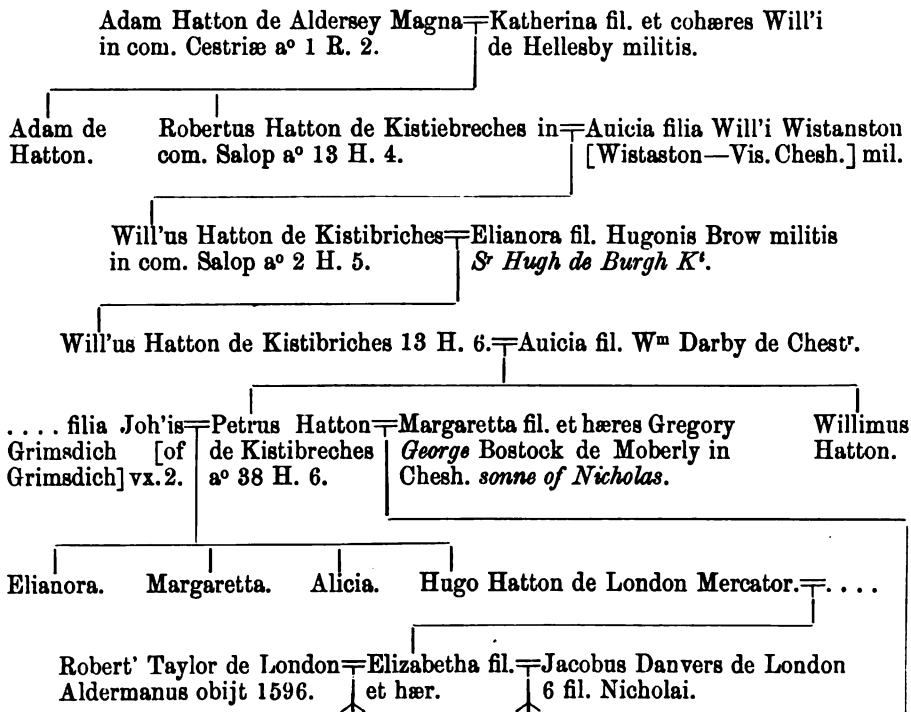 Adam Hatton de Aldersey Magna=Katherina fil. et cohæres Will'i
in com. Cestriæ aº 1 R. 2. de Hellesby militis.
Adam de Robertus Hatton de Kistiebreches in=Auicia filia Will'i Wistanston
Hatton. com. Salop aº 13 H. 4. [Wistaston—Vis. Chesh.] mil.
Will'us Hatton de Kistibriches=Elianora fil. Hugonis Brow militis
in com. Salop aº 2 H. 5. Sʳ Hugh de Burgh Kᵗ.
Will'us Hatton de Kistibriches 13 H. 6.=Auicia fil. Wᵐ Darby de Chestʳ.
. . . . filia Joh'is=Petrus Hatton=Margaretta fil. et hæres Gregory Willimus
Grimsdich [of de Kistibreches George Bostock de Moberly in Hatton.
Grimsdich] vx. 2. aº 38 H. 6. Chesh. sonne of Nicholas.
Elianora. Margaretta. Alicia. Hugo Hatton de London Mercator.=. . . .
Robert' Taylor de London=Elizabetha fil.=Jacobus Danvers de London
Aldermanus obijt 1596. et hær. 6 fil. Nicholai.